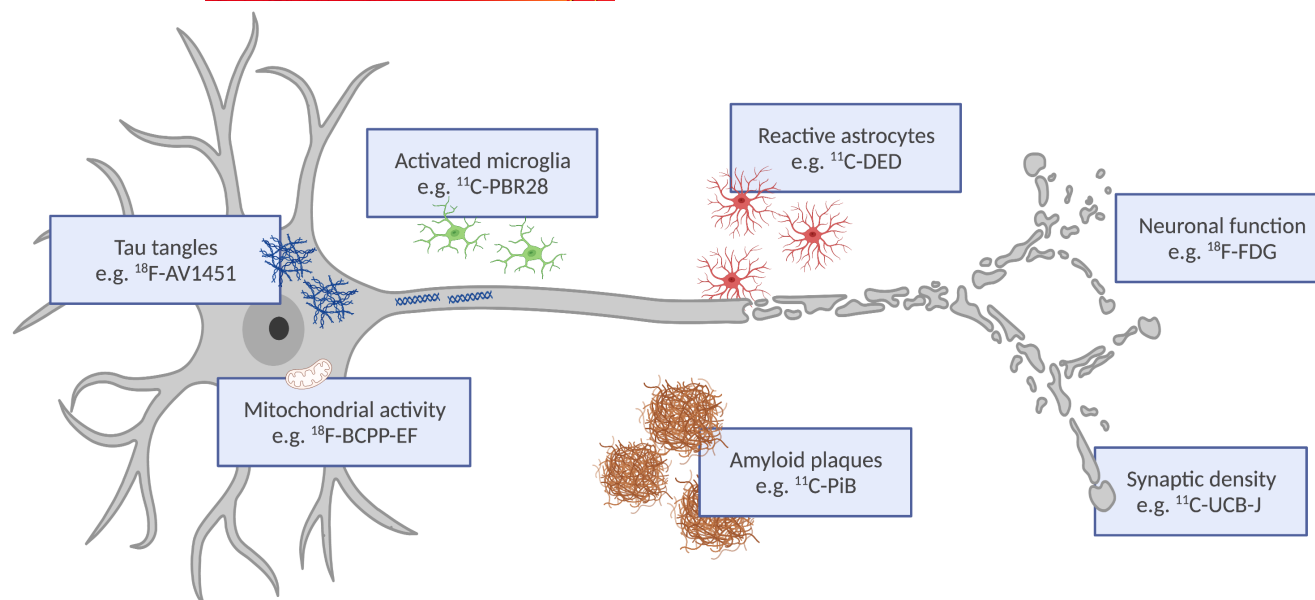 Reactive astrocytes
e.g. ¹¹C-DED
Activated microglia
e.g. ¹¹C-PBR28
Neuronal function
e.g. ¹⁸F-FDG
Tau tangles
e.g. ¹⁸F-AV1451
Mitochondrial activity
e.g. ¹⁸F-BCPP-EF
Amyloid plaques
e.g. ¹¹C-PiB
Synaptic density
e.g. ¹¹C-UCB-J